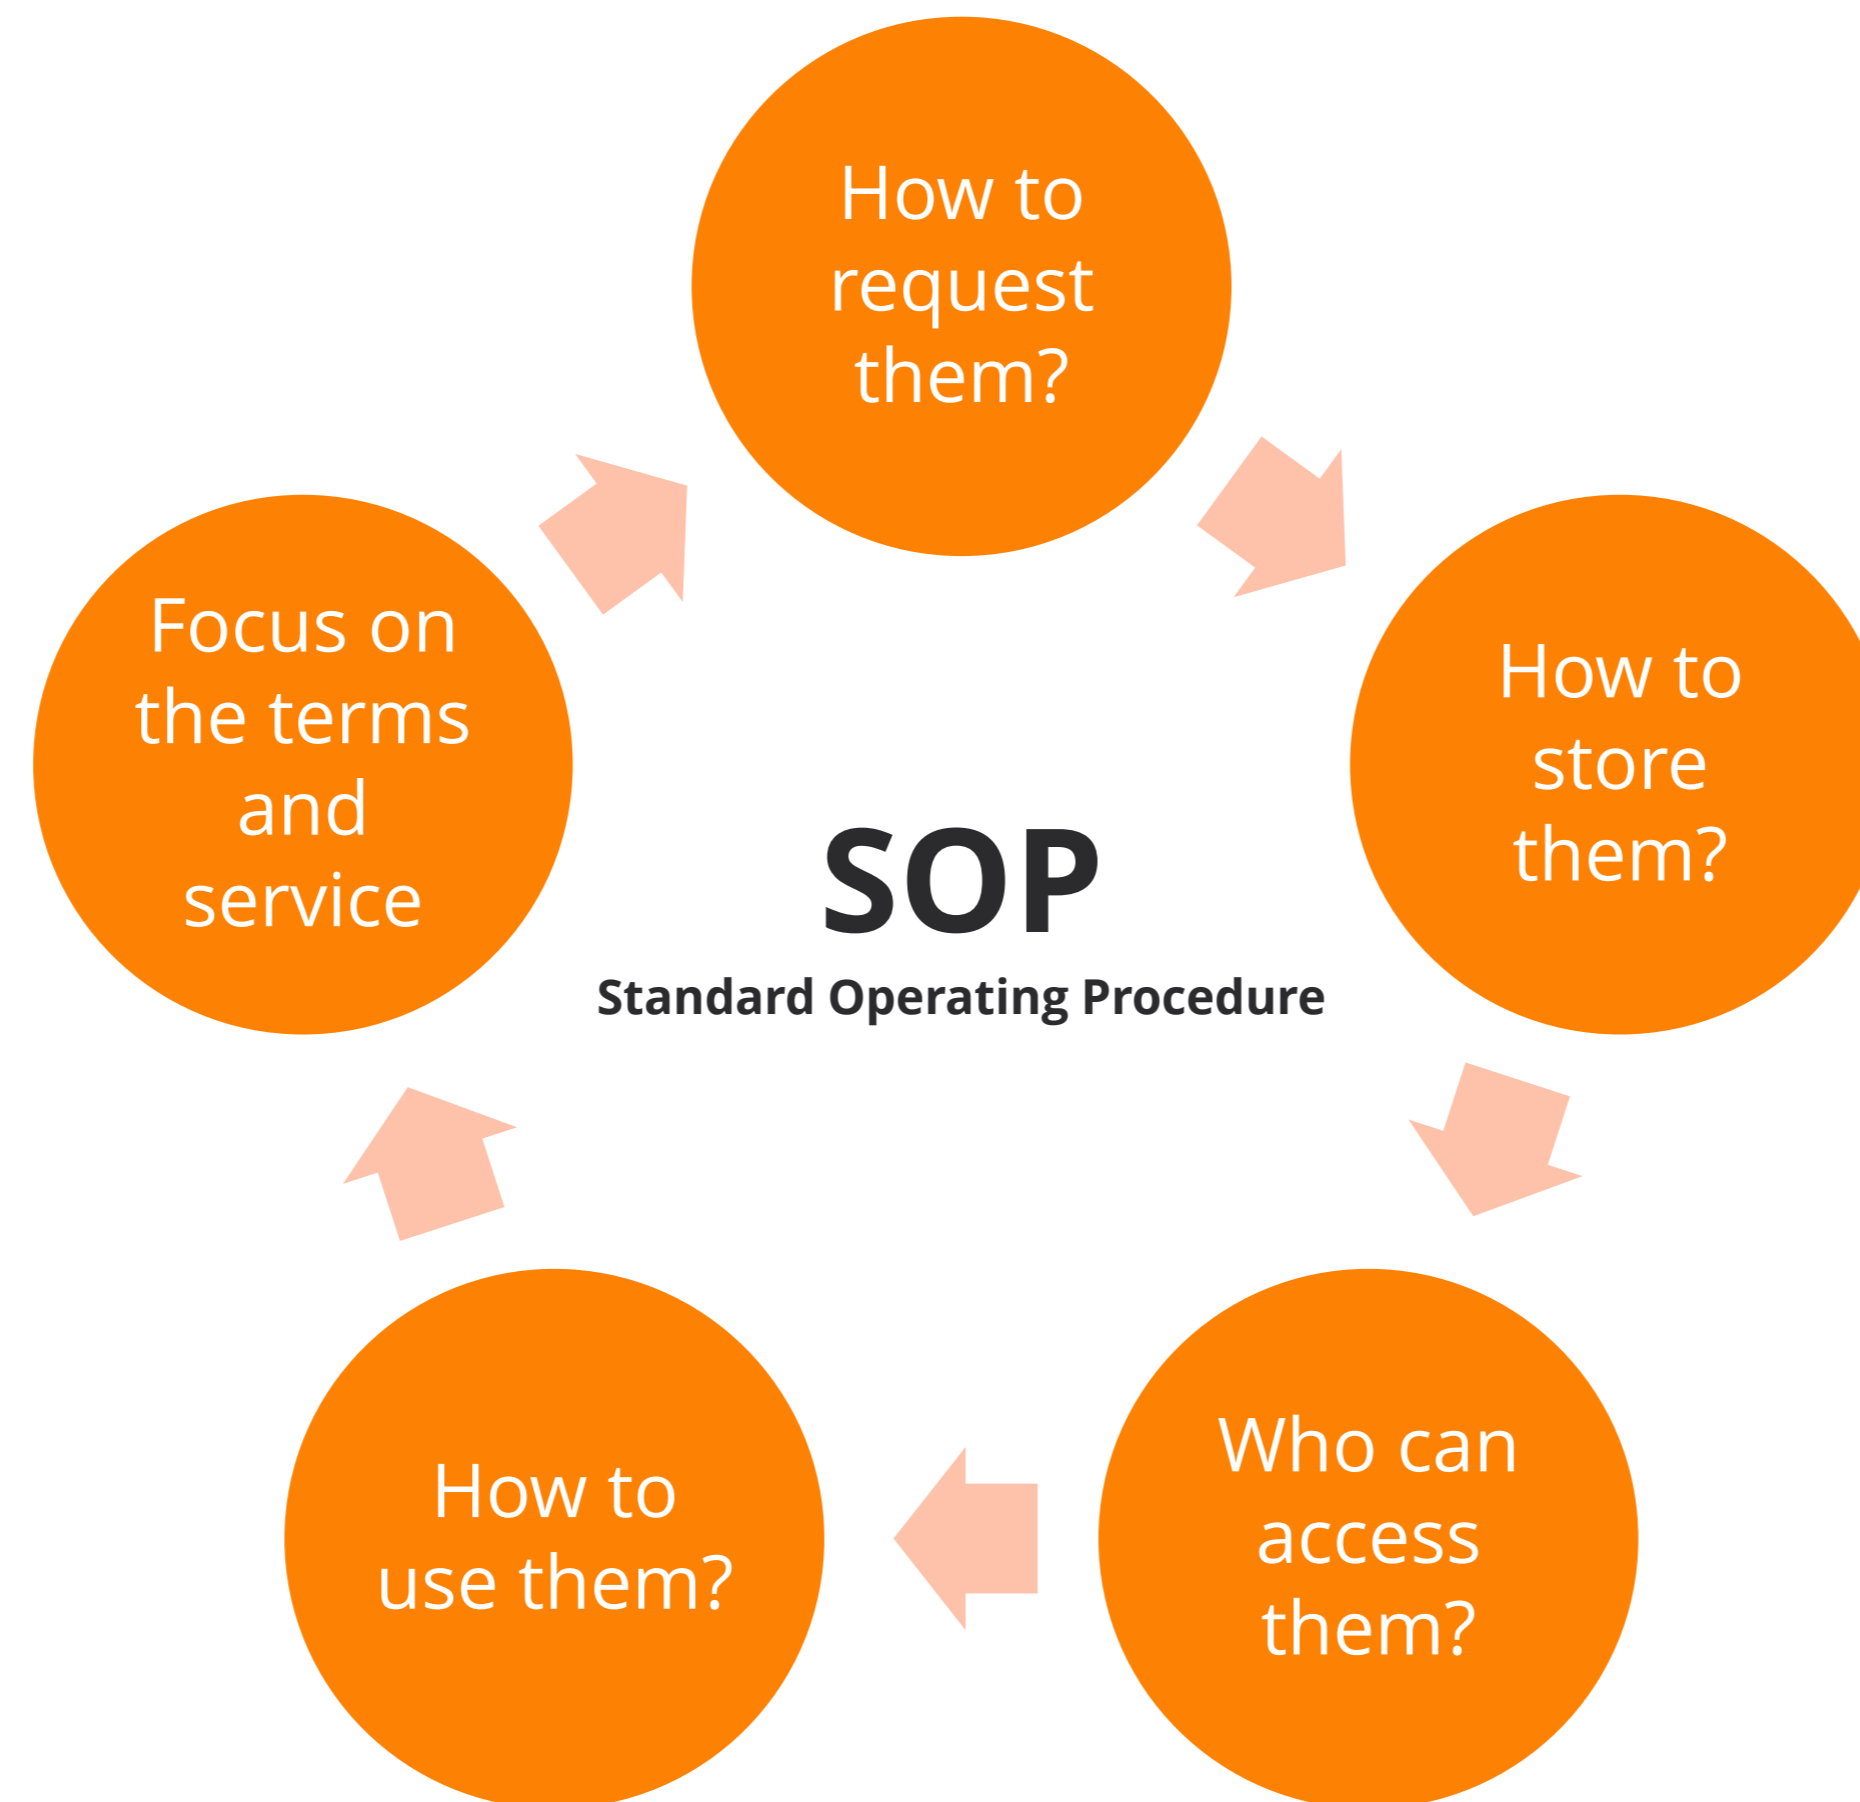 How to
request
them?
How to
store
them?
Who can
access
them?
How to
use them?
Focus on
the terms
and
service
SOP
Standard Operating Procedure